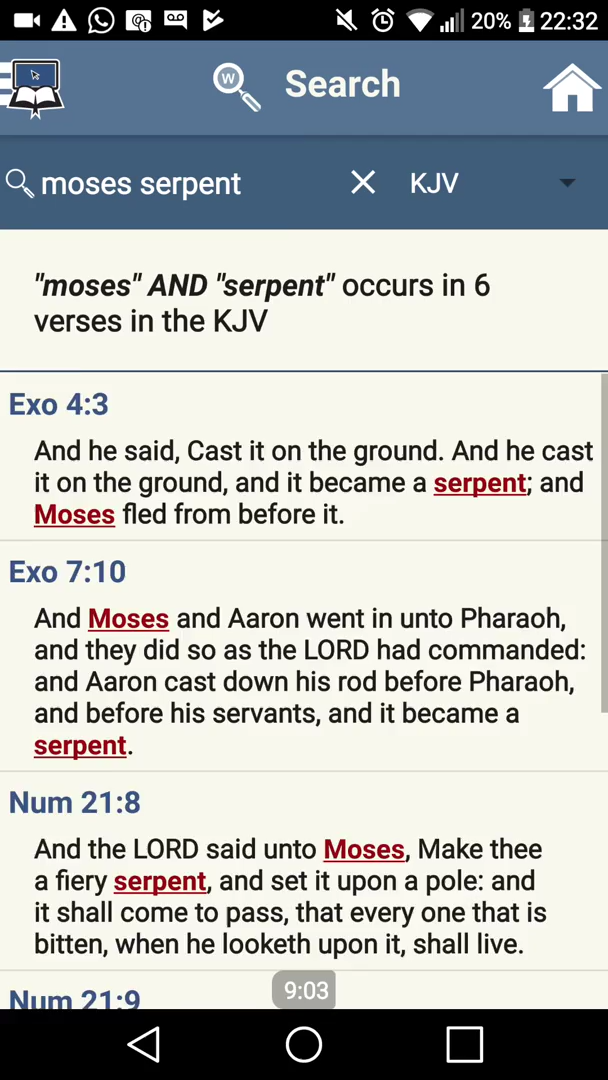 20% 22:32
W Search
moses serpent KJV
"moses" AND "serpent" occurs in 6
verses in the KJV
Exo 4:3
And he said, Cast it on the ground. And he cast
it on the ground, and it became a serpent; and
Moses fled from before it.
Exo 7:10
And Moses and Aaron went in unto Pharaoh,
and they did so as the LORD had commanded:
and Aaron cast down his rod before Pharaoh,
and before his servants, and it became a
serpent.
Num 21:8
And the LORD said unto Moses, Make thee
a fiery serpent, and set it upon a pole: and
it shall come to pass, that every one that is
bitten, when he looketh upon it, shall live.
Num 21:9
9:03